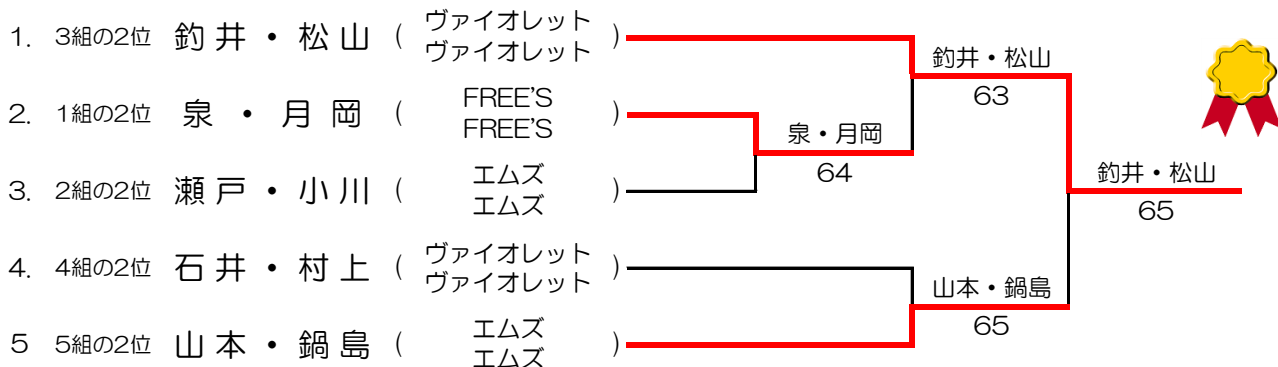 1. 3組の2位 釣井・松山 ( ヴァイオレット
ヴァイオレット )
2. 1組の2位 泉・月岡 ( FREE'S
FREE'S )
3. 2組の2位 瀬戸・小川 ( エムズ
エムズ )
4. 4組の2位 石井・村上 ( ヴァイオレット
ヴァイオレット )
5 5組の2位 山本・鍋島 ( エムズ
エムズ )
泉・月岡
64
釣井・松山
63
山本・鍋島
65
釣井・松山
65